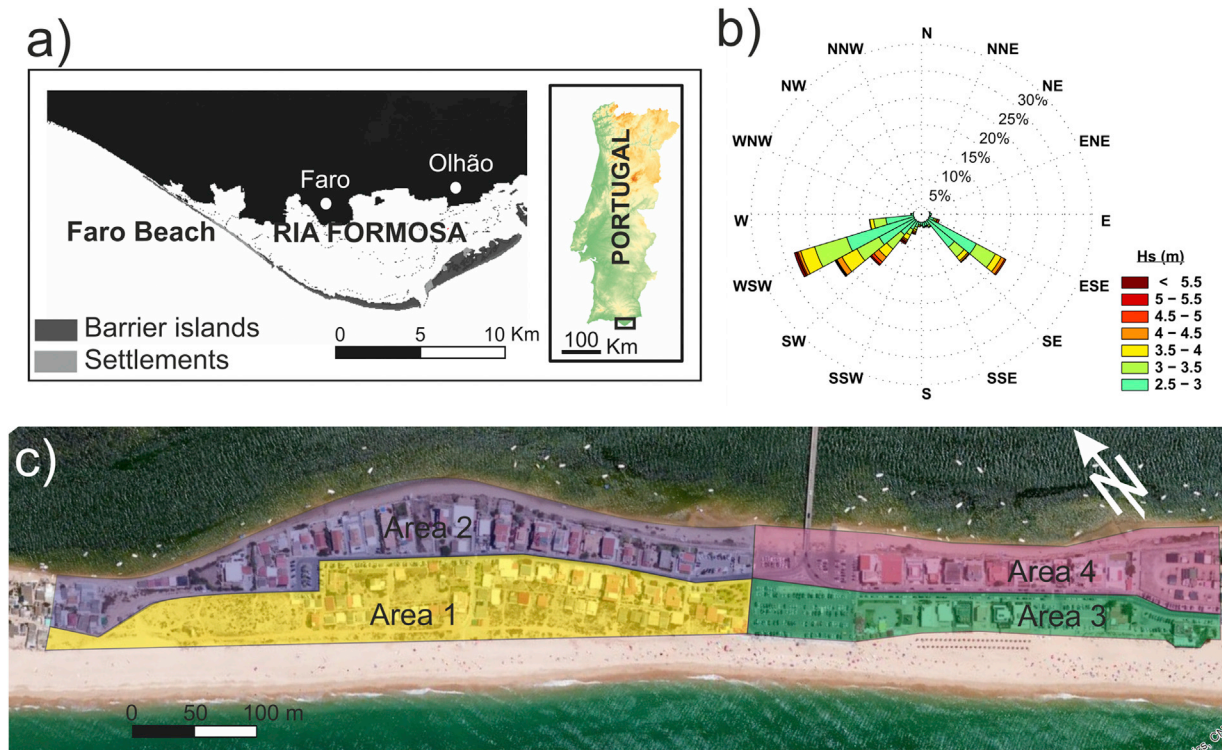 a)
Faro
Olhão
Faro Beach
RIA FORMOSA
Barrier islands
Settlements
0 5 10 Km
PORTUGAL
100 Km
b)
N
NNE
NE
ENE
E
ESE
SE
SSE
S
SSW
SW
WSW
W
WNW
NW
NNW
30%
25%
20%
15%
10%
5%
Hs (m)
< 5.5
5 – 5.5
4.5 – 5
4 – 4.5
3.5 – 4
3 – 3.5
2.5 – 3
c)
N
Area 2
Area 1
Area 4
Area 3
0 50 100 m